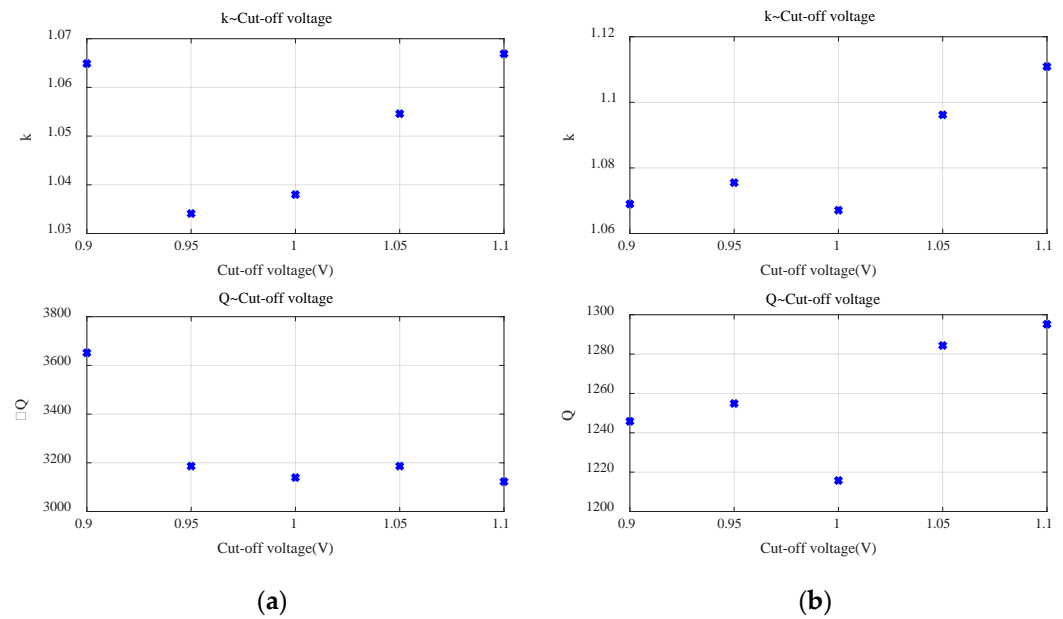 k~Cut-off voltage
1.07
1.06
1.05
1.04
1.03
k
0.9
0.95
1
1.05
1.1
Cut-off voltage(V)
Q~Cut-off voltage
3800
3600
3400
3200
3000
□Q
0.9
0.95
1
1.05
1.1
Cut-off voltage(V)
(a)
k~Cut-off voltage
1.12
1.1
1.08
1.06
k
0.9
0.95
1
1.05
1.1
Cut-off voltage(V)
Q~Cut-off voltage
1300
1280
1260
1240
1220
1200
Q
0.9
0.95
1
1.05
1.1
Cut-off voltage(V)
(b)